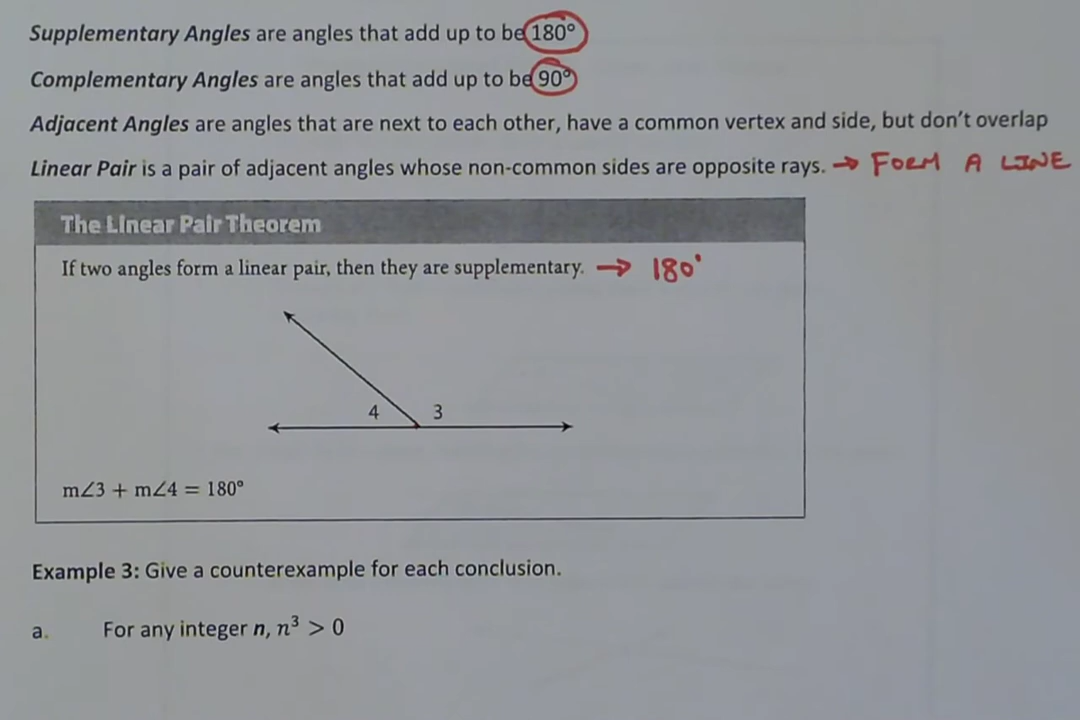 Supplementary Angles are angles that add up to be 180°
Complementary Angles are angles that add up to be 90°
Adjacent Angles are angles that are next to each other, have a common vertex and side, but don't overlap
Linear Pair is a pair of adjacent angles whose non-common sides are opposite rays. → FORM A LINE
The Linear Pair Theorem
If two angles form a linear pair, then they are supplementary. → 180°
4 3
m∠3 + m∠4 = 180°
Example 3: Give a counterexample for each conclusion.
a. For any integer n, n³ > 0